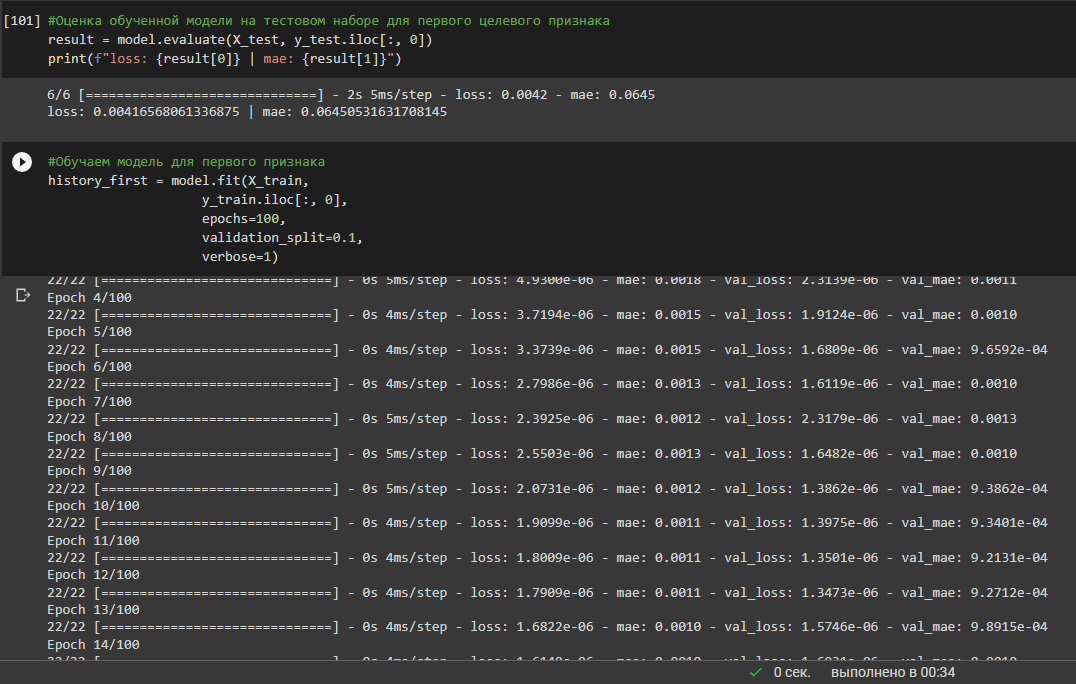 [101] #Оценка обученной модели на тестовом наборе для первого целевого признака
result = model.evaluate(X_test, y_test.iloc[:, 0])
print(f"loss: {result[0]} | mae: {result[1]}")
6/6 [==============================] - 2s 5ms/step - loss: 0.0042 - mae: 0.0645
loss: 0.00416568061336875 | mae: 0.06450531631708145
#Обучаем модель для первого признака
history_first = model.fit(X_train,
y_train.iloc[:, 0],
epochs=100,
validation_split=0.1,
verbose=1)
22/22 [==============================] - 0s 5ms/step - loss: 4.9300e-06 - mae: 0.0018 - val_loss: 2.3139e-06 - val_mae: 0.0011
Epoch 4/100
22/22 [==============================] - 0s 4ms/step - loss: 3.7194e-06 - mae: 0.0015 - val_loss: 1.9124e-06 - val_mae: 0.0010
Epoch 5/100
22/22 [==============================] - 0s 4ms/step - loss: 3.3739e-06 - mae: 0.0015 - val_loss: 1.6809e-06 - val_mae: 9.6592e-04
Epoch 6/100
22/22 [==============================] - 0s 4ms/step - loss: 2.7986e-06 - mae: 0.0013 - val_loss: 1.6119e-06 - val_mae: 0.0010
Epoch 7/100
22/22 [==============================] - 0s 5ms/step - loss: 2.3925e-06 - mae: 0.0012 - val_loss: 2.3179e-06 - val_mae: 0.0013
Epoch 8/100
22/22 [==============================] - 0s 5ms/step - loss: 2.5503e-06 - mae: 0.0013 - val_loss: 1.6482e-06 - val_mae: 0.0010
Epoch 9/100
22/22 [==============================] - 0s 5ms/step - loss: 2.0731e-06 - mae: 0.0012 - val_loss: 1.3862e-06 - val_mae: 9.3862e-04
Epoch 10/100
22/22 [==============================] - 0s 4ms/step - loss: 1.9099e-06 - mae: 0.0011 - val_loss: 1.3975e-06 - val_mae: 9.3401e-04
Epoch 11/100
22/22 [==============================] - 0s 4ms/step - loss: 1.8009e-06 - mae: 0.0011 - val_loss: 1.3501e-06 - val_mae: 9.2131e-04
Epoch 12/100
22/22 [==============================] - 0s 4ms/step - loss: 1.7909e-06 - mae: 0.0011 - val_loss: 1.3473e-06 - val_mae: 9.2712e-04
Epoch 13/100
22/22 [==============================] - 0s 4ms/step - loss: 1.6822e-06 - mae: 0.0010 - val_loss: 1.5746e-06 - val_mae: 9.8915e-04
Epoch 14/100
0 сек. выполнено в 00:34